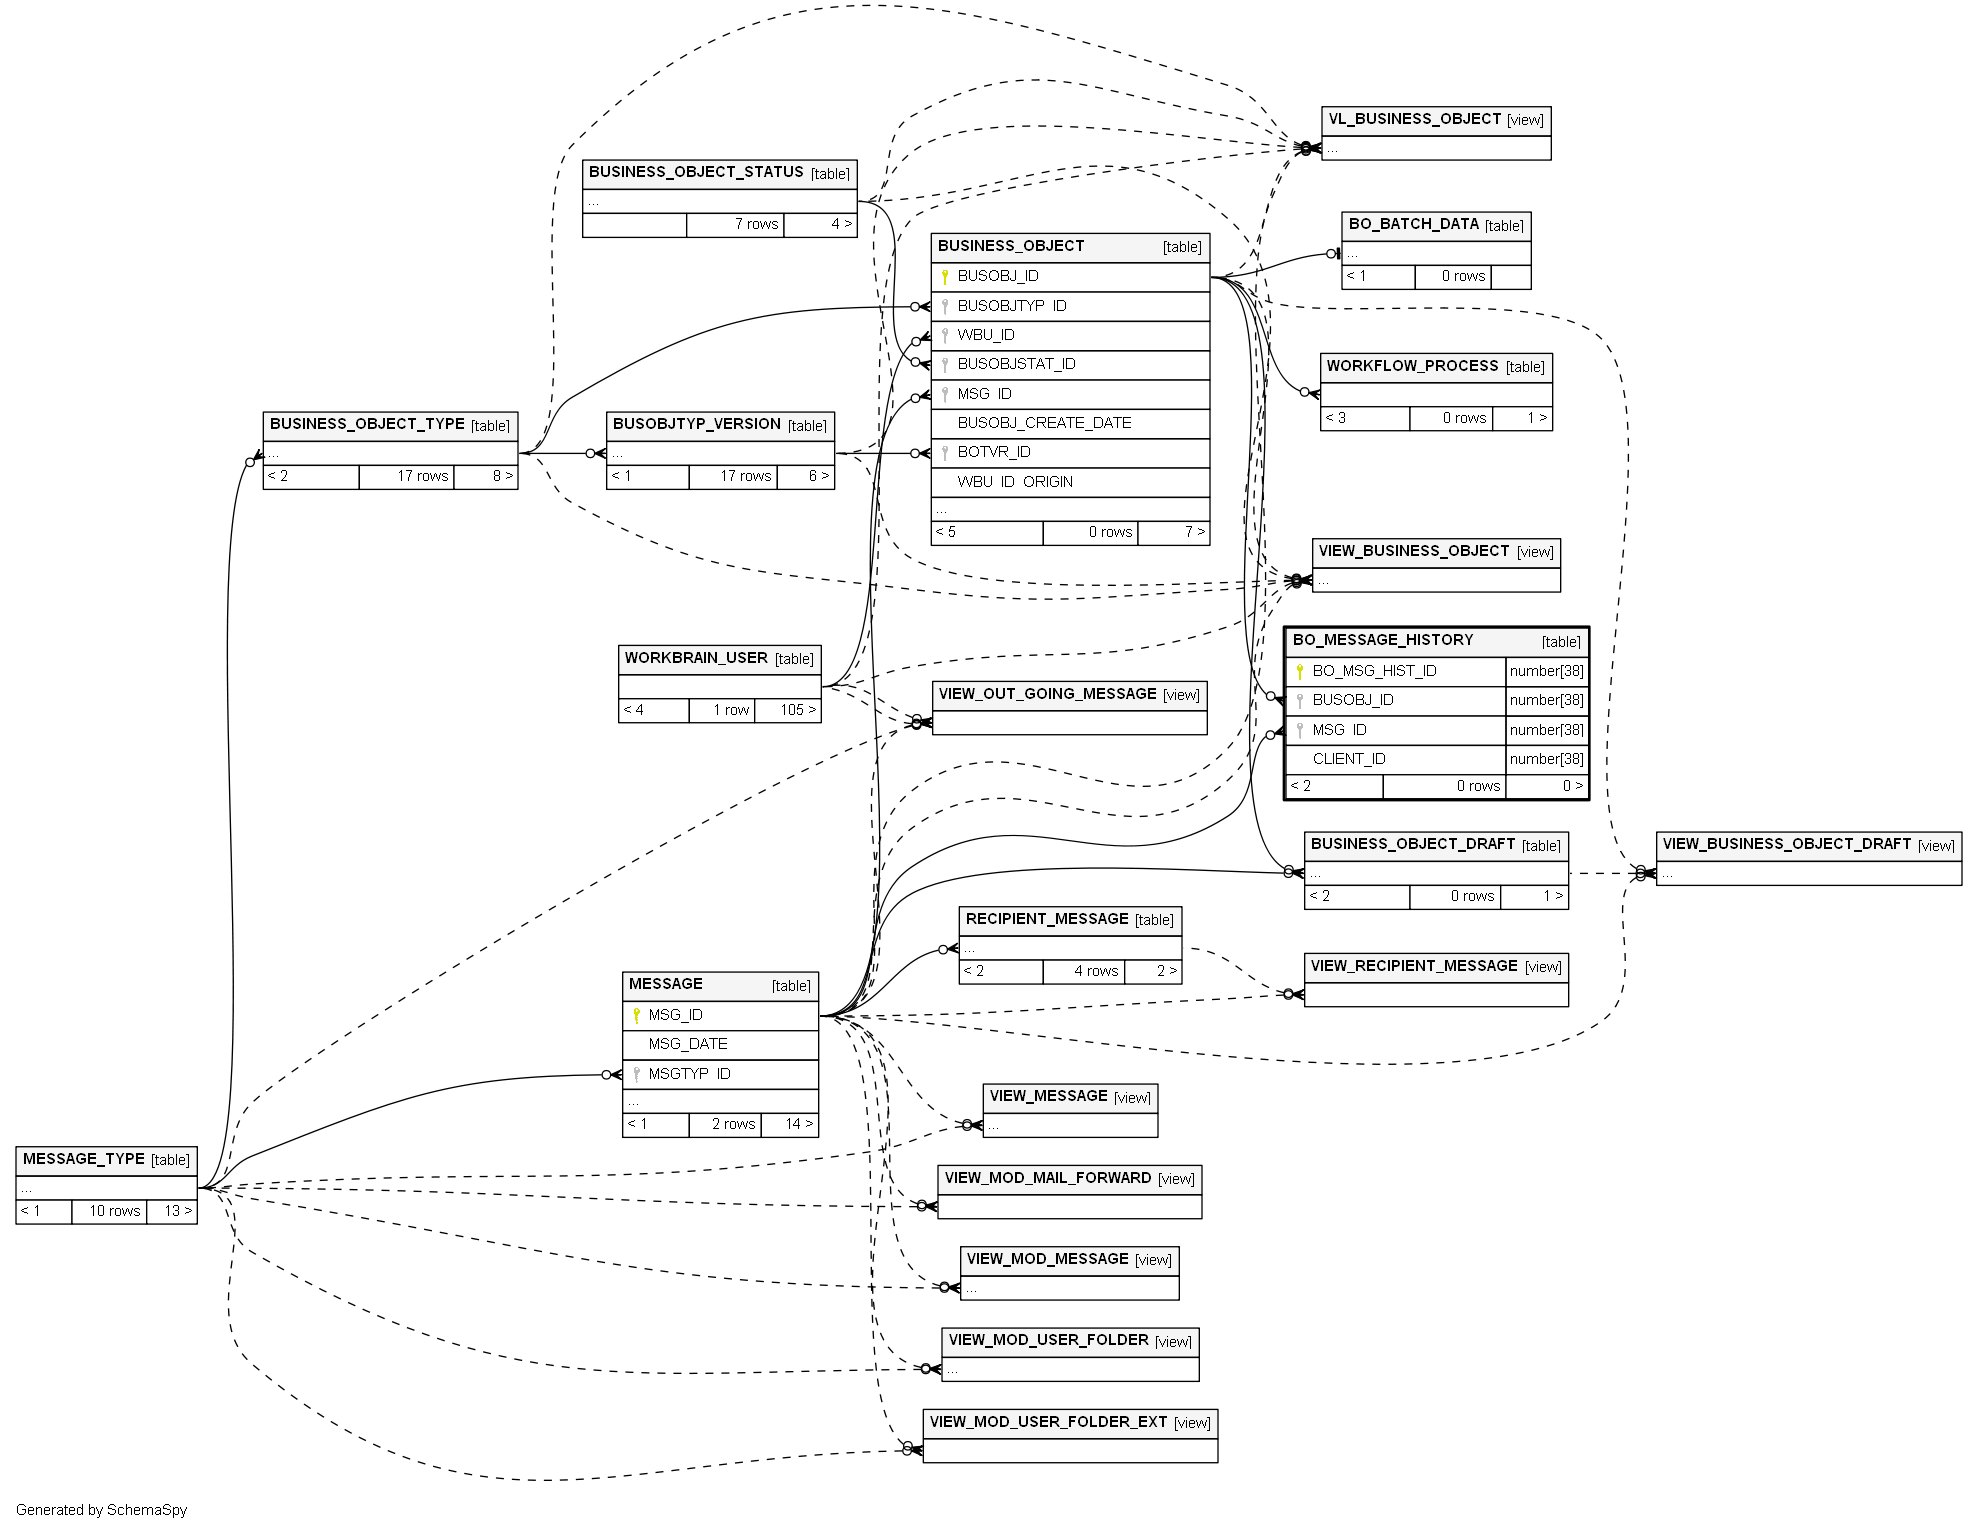 VL_BUSINESS_OBJECT [view]
...
BUSINESS_OBJECT_STATUS [table]
...
7 rows 4 >
BO_BATCH_DATA [table]
...
< 1 0 rows
BUSINESS_OBJECT [table]
BUSOBJ_ID
BUSOBJTYP_ID
WBU_ID
BUSOBJSTAT_ID
MSG_ID
BUSOBJ_CREATE_DATE
BOTVR_ID
WBU_ID_ORIGIN
...
< 5 0 rows 7 >
WORKFLOW_PROCESS [table]
< 3 0 rows 1 >
BUSINESS_OBJECT_TYPE [table]
...
< 2 17 rows 8 >
BUSOBJTYP_VERSION [table]
...
< 1 17 rows 6 >
VIEW_BUSINESS_OBJECT [view]
...
WORKBRAIN_USER [table]
< 4 1 row 105 >
VIEW_OUT_GOING_MESSAGE [view]
BO_MESSAGE_HISTORY [table]
BO_MSG_HIST_ID number[38]
BUSOBJ_ID number[38]
MSG_ID number[38]
CLIENT_ID number[38]
< 2 0 rows 0 >
BUSINESS_OBJECT_DRAFT [table]
...
< 2 0 rows 1 >
VIEW_BUSINESS_OBJECT_DRAFT [view]
...
RECIPIENT_MESSAGE [table]
...
< 2 4 rows 2 >
VIEW_RECIPIENT_MESSAGE [view]
MESSAGE [table]
MSG_ID
MSG_DATE
MSGTYP_ID
...
< 1 2 rows 14 >
VIEW_MESSAGE [view]
...
MESSAGE_TYPE [table]
...
< 1 10 rows 13 >
VIEW_MOD_MAIL_FORWARD [view]
VIEW_MOD_MESSAGE [view]
...
VIEW_MOD_USER_FOLDER [view]
...
VIEW_MOD_USER_FOLDER_EXT [view]
Generated by SchemaSpy